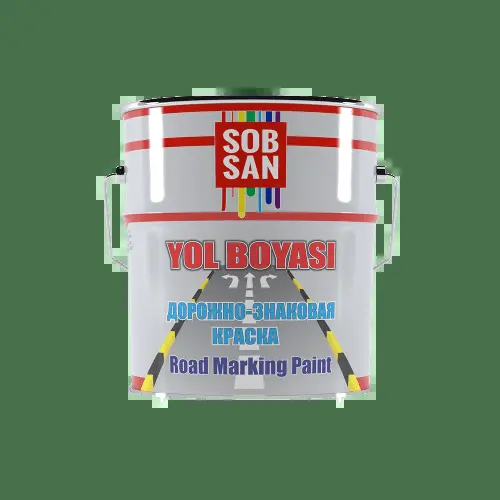 SOB
SAN
YOL BOYASI
ДОРОЖНО-ЗНАКОВАЯ
КРАСКА
Road Marking Paint